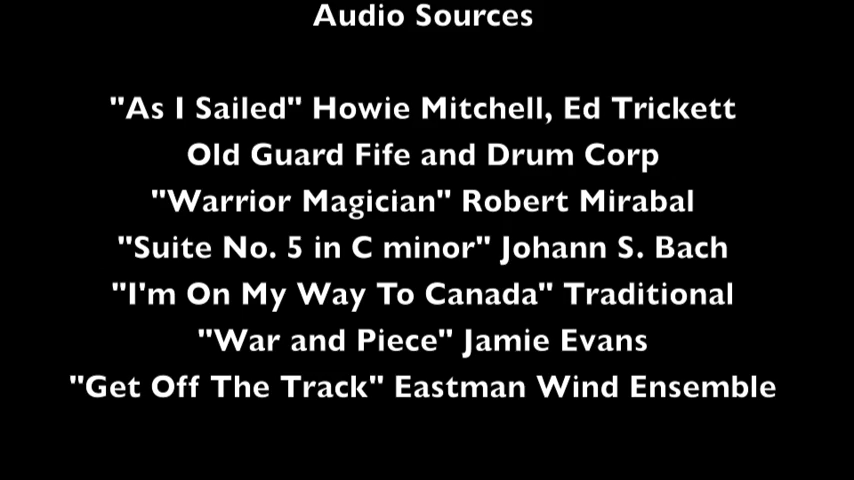 Audio Sources
"As I Sailed" Howie Mitchell, Ed Trickett
Old Guard Fife and Drum Corp
"Warrior Magician" Robert Mirabal
"Suite No. 5 in C minor" Johann S. Bach
"I'm On My Way To Canada" Traditional
"War and Piece" Jamie Evans
"Get Off The Track" Eastman Wind Ensemble